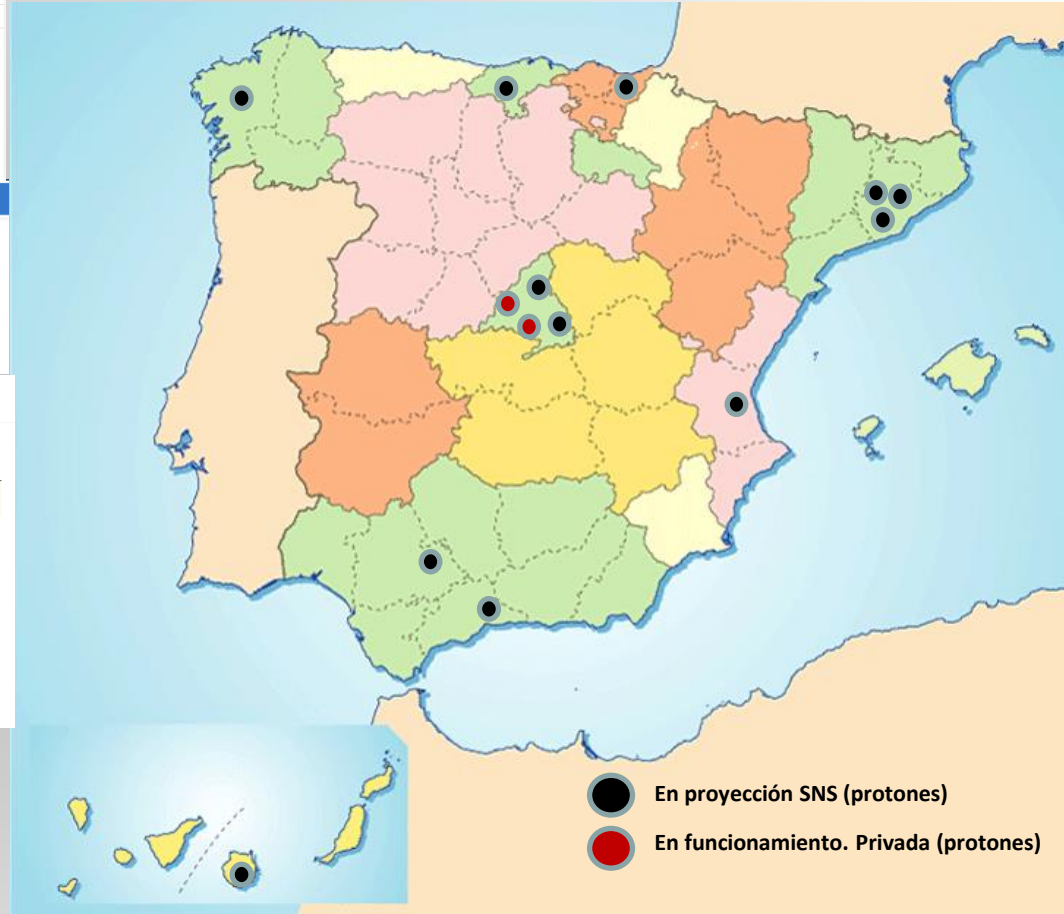 En proyección SNS (protones)
En funcionamiento. Privada (protones)